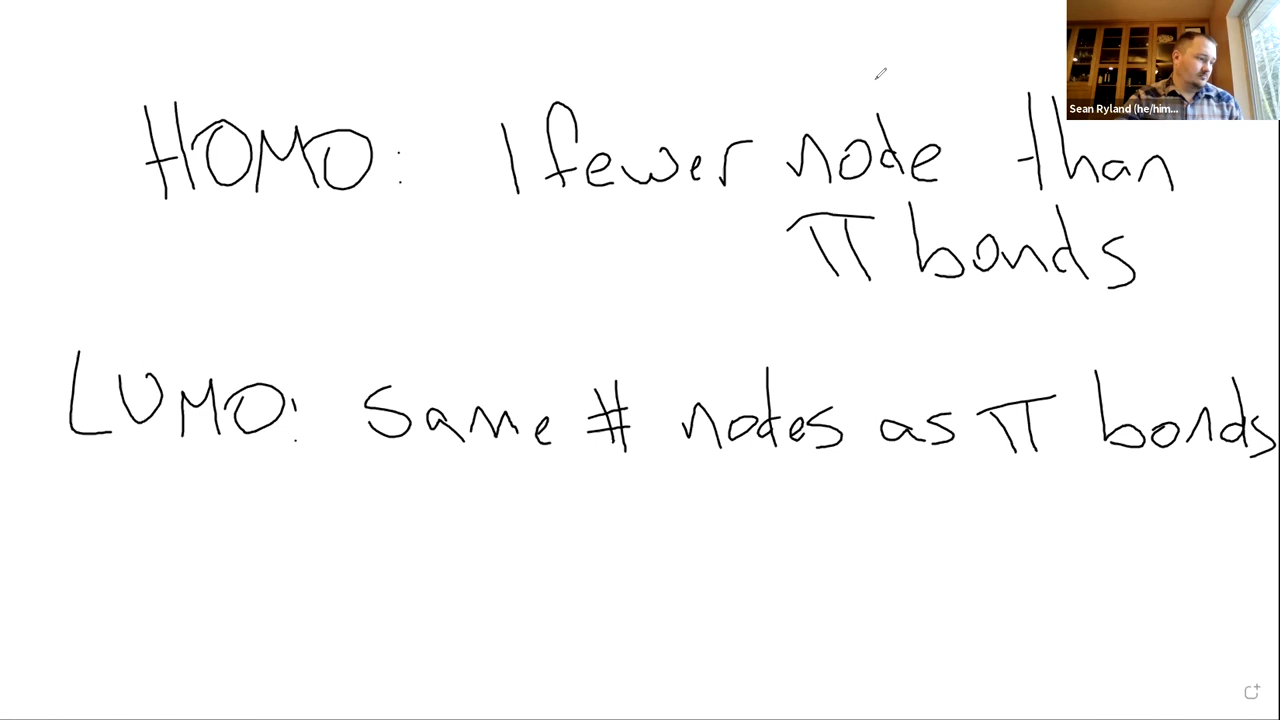 Sean Ryland (he/him...
HOMO: 1 fewer node than
π bonds
LUMO: same # nodes as π bonds